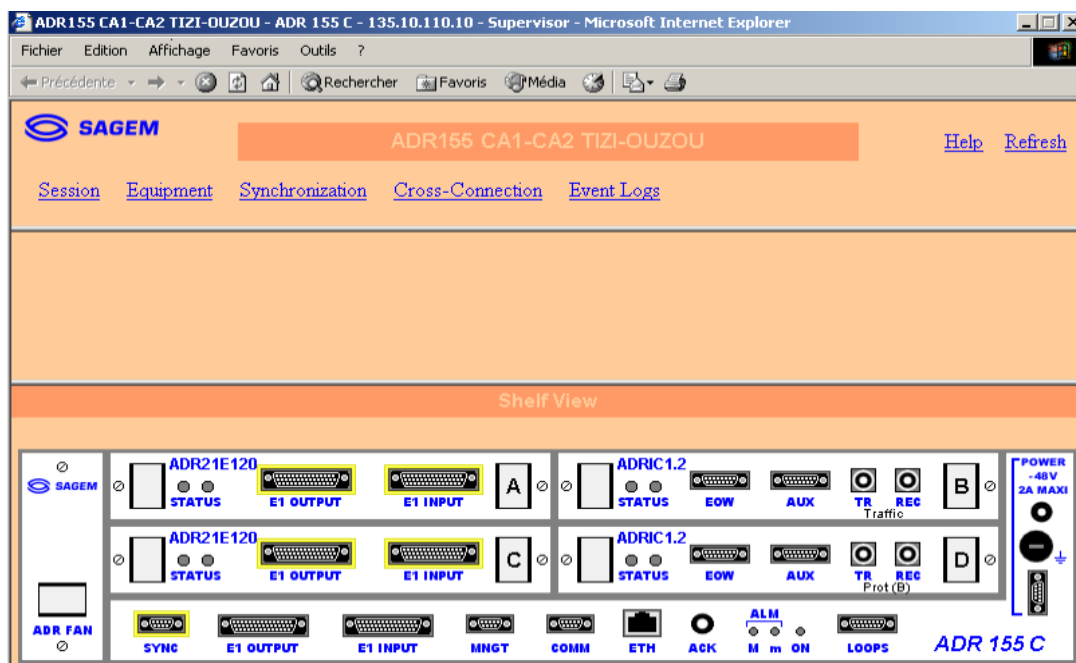 ADR155 CA1-CA2 TIZI-OUZOU - ADR 155 C - 135.10.110.10 - Supervisor - Microsoft Internet Explorer
Fichier Edition Affichage Favoris Outils ?
Précédente Rechercher Favoris Média
SAGEM
ADR155 CA1-CA2 TIZI-OUZOU
Help Refresh
Session Equipment Synchronization Cross-Connection Event Logs
Shelf View
SAGEM
ADR FAN
ADR21E120
STATUS E1 OUTPUT E1 INPUT A
ADRIC1.2
STATUS EOW AUX TR REC B
Traffic
ADR21E120
STATUS E1 OUTPUT E1 INPUT C
ADRIC1.2
STATUS EOW AUX TR REC D
Prot (B)
POWER
-48V
2A MAXI
ALM
SYNC E1 OUTPUT E1 INPUT MNGT COMM ETH ACK M m ON LOOPS
ADR 155 C